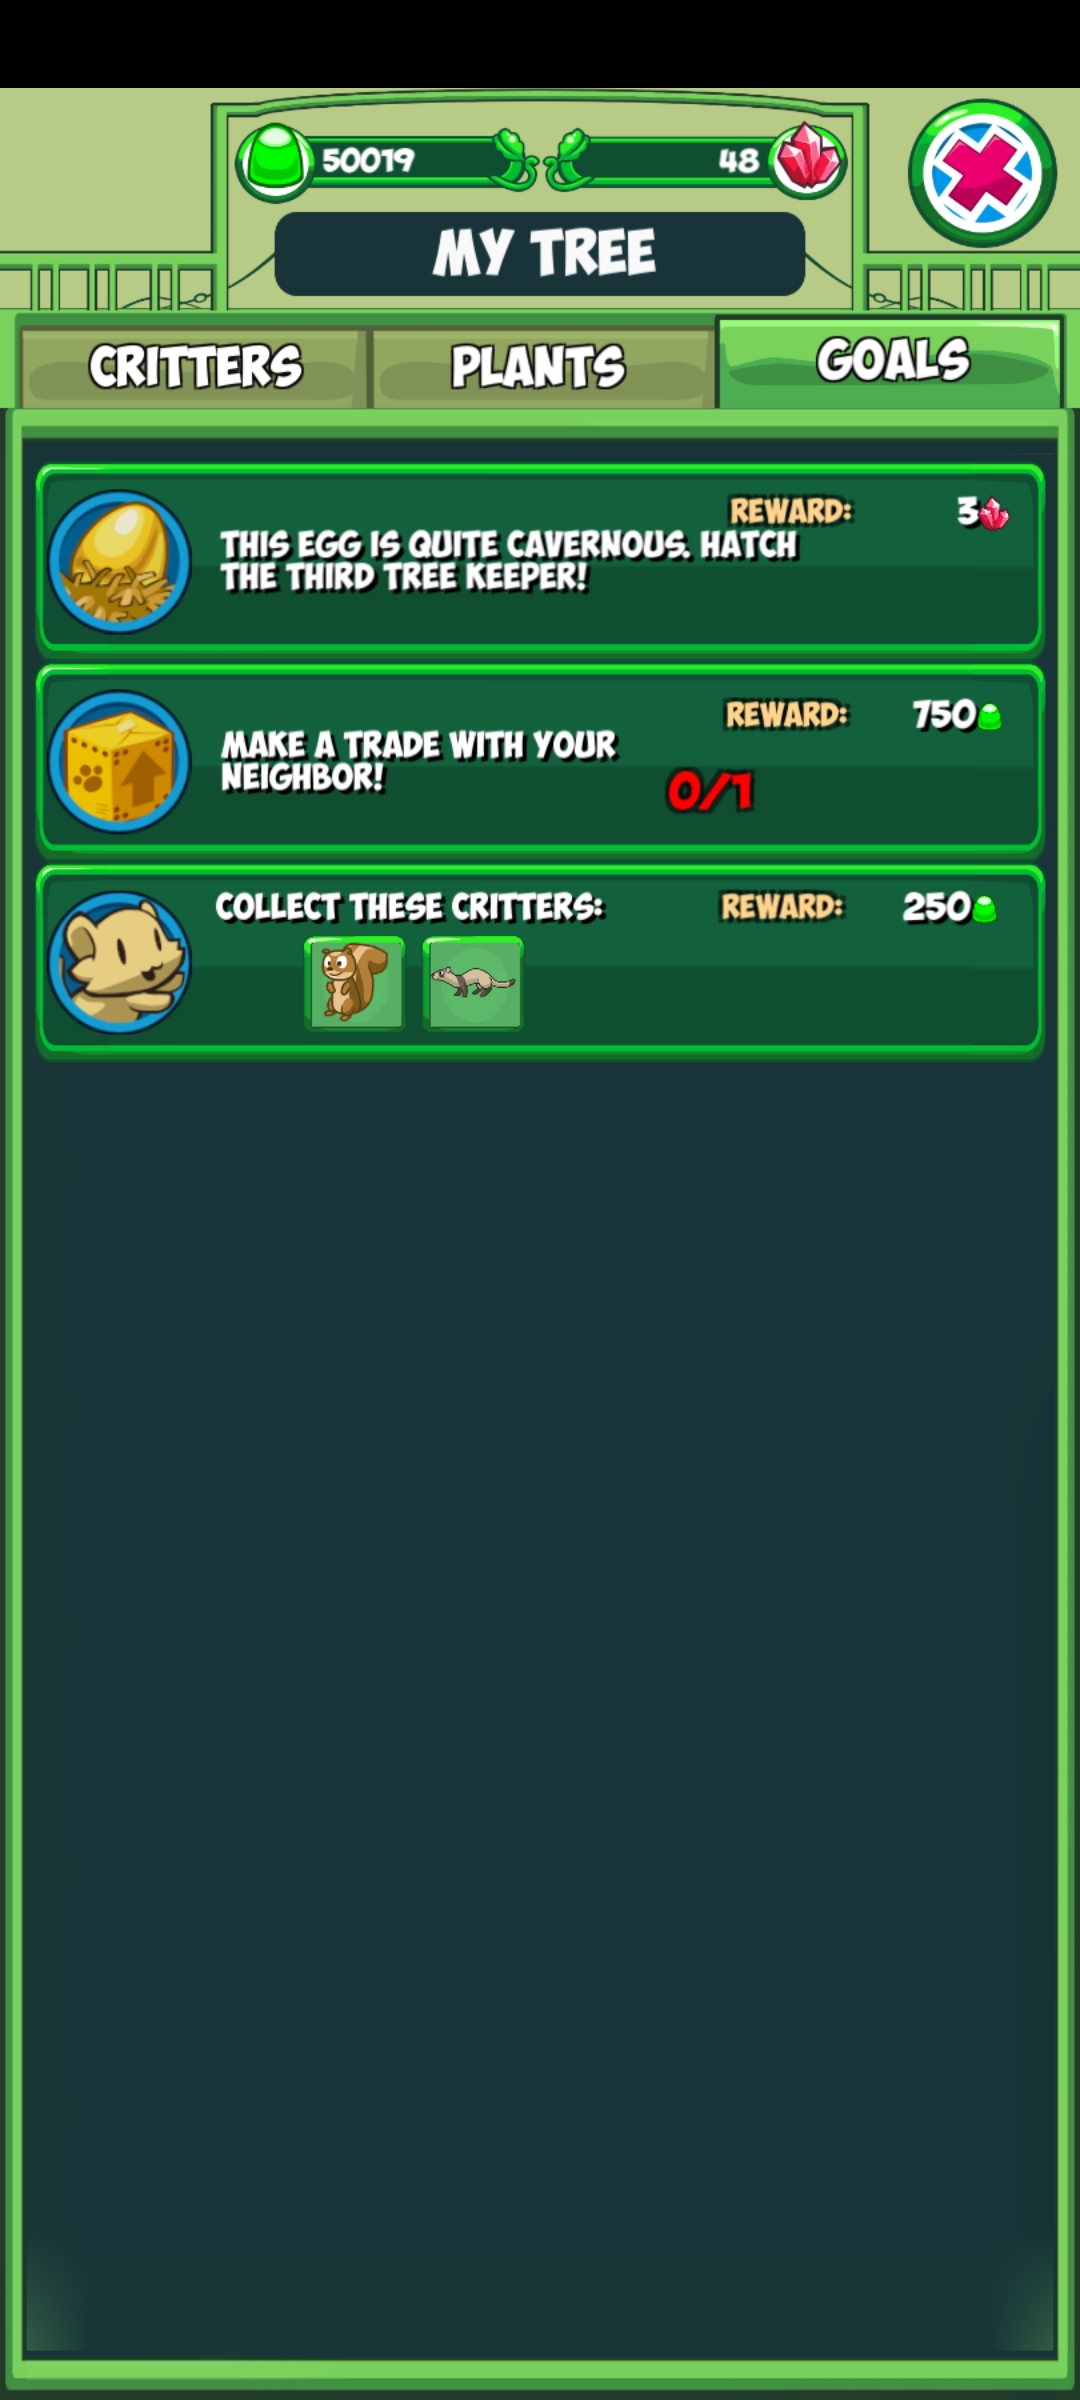 50019
48
MY TREE
CRITTERS
PLANTS
GOALS
REWARD: 3
THIS EGG IS QUITE CAVERNOUS. HATCH
THE THIRD TREE KEEPER!
REWARD: 750
MAKE A TRADE WITH YOUR
NEIGHBOR!
0/1
COLLECT THESE CRITTERS:
REWARD: 250